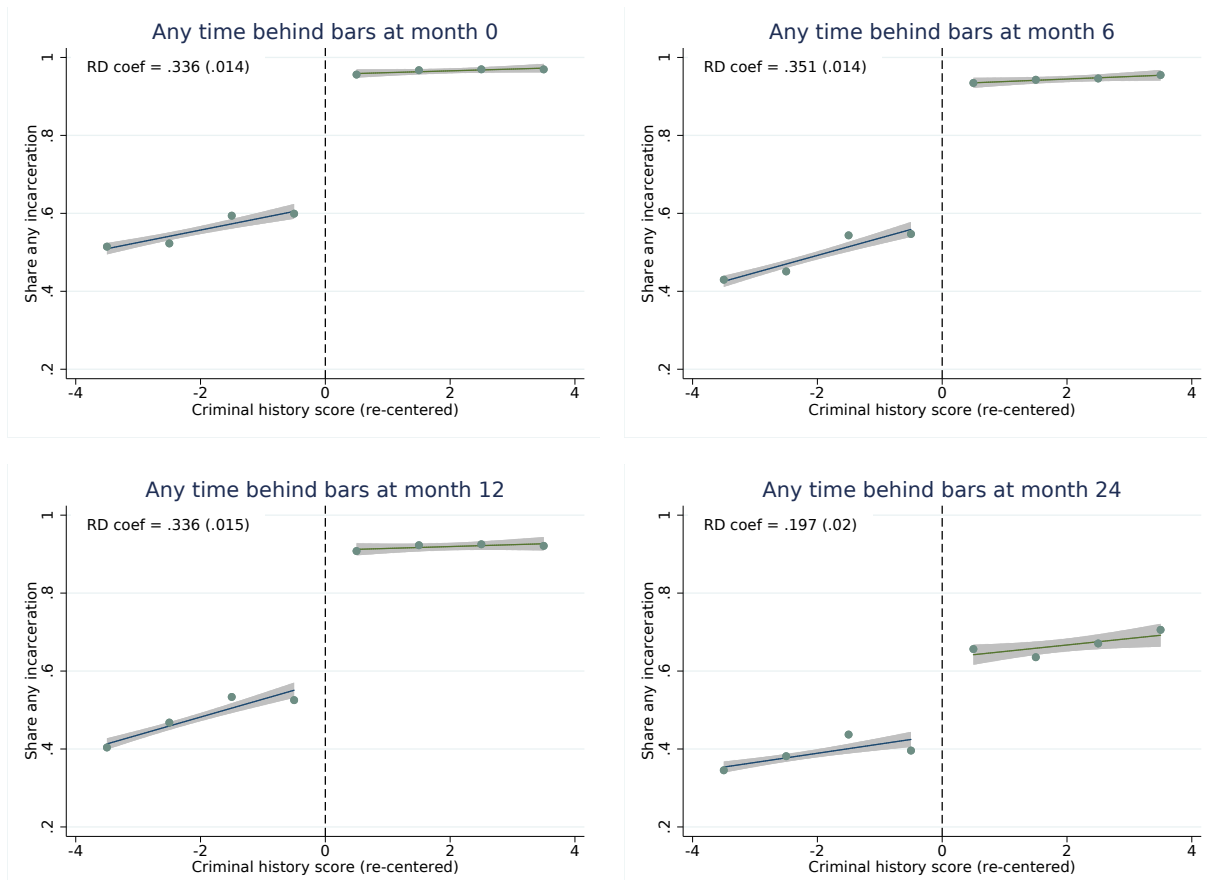 Any time behind bars at month 0
RD coef = .336 (.014)
Share any incarceration
1
.8
.6
.4
.2
-4 -2 0 2 4
Criminal history score (re-centered)
Any time behind bars at month 6
RD coef = .351 (.014)
Share any incarceration
1
.8
.6
.4
.2
-4 -2 0 2 4
Criminal history score (re-centered)
Any time behind bars at month 12
RD coef = .336 (.015)
Share any incarceration
1
.8
.6
.4
.2
-4 -2 0 2 4
Criminal history score (re-centered)
Any time behind bars at month 24
RD coef = .197 (.02)
Share any incarceration
1
.8
.6
.4
.2
-4 -2 0 2 4
Criminal history score (re-centered)